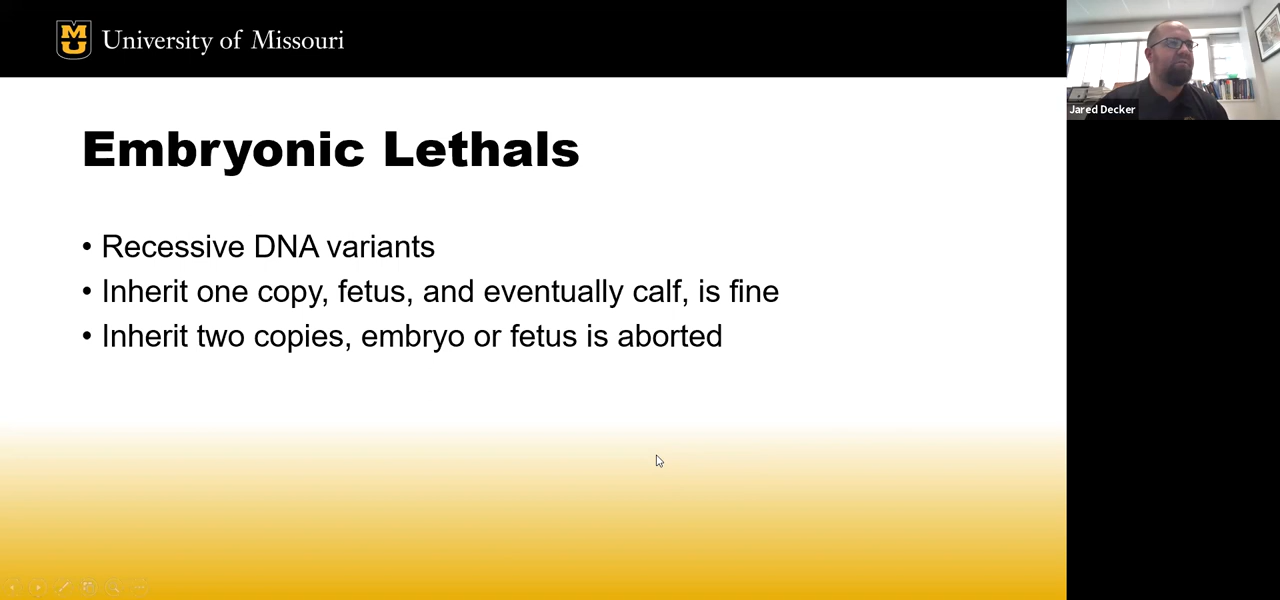 MU
University of Missouri
Jared Decker
Embryonic Lethals
• Recessive DNA variants
• Inherit one copy, fetus, and eventually calf, is fine
• Inherit two copies, embryo or fetus is aborted